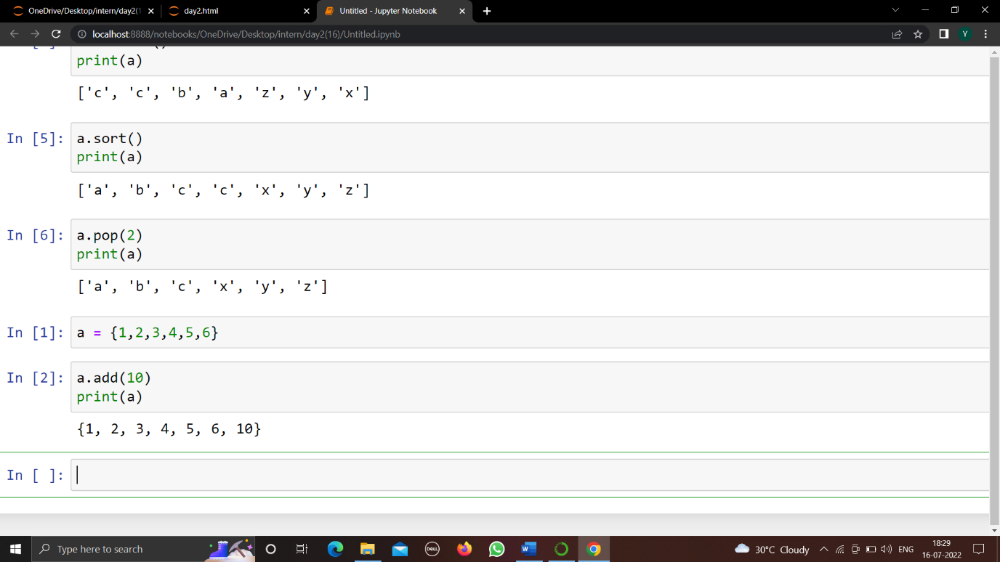 OneDrive/Desktop/intern/day2(1
day2.html
Untitled - Jupyter Notebook
localhost:8888/notebooks/OneDrive/Desktop/intern/day2(16)/Untitled.ipynb
Y
print(a)
['c', 'c', 'b', 'a', 'z', 'y', 'x']
In [5]: a.sort()
print(a)
['a', 'b', 'c', 'c', 'x', 'y', 'z']
In [6]: a.pop(2)
print(a)
['a', 'b', 'c', 'x', 'y', 'z']
In [1]: a = {1,2,3,4,5,6}
In [2]: a.add(10)
print(a)
{1, 2, 3, 4, 5, 6, 10}
In [ ]:
Type here to search
DELL
W
30°C Cloudy
ENG
18:29
16-07-2022